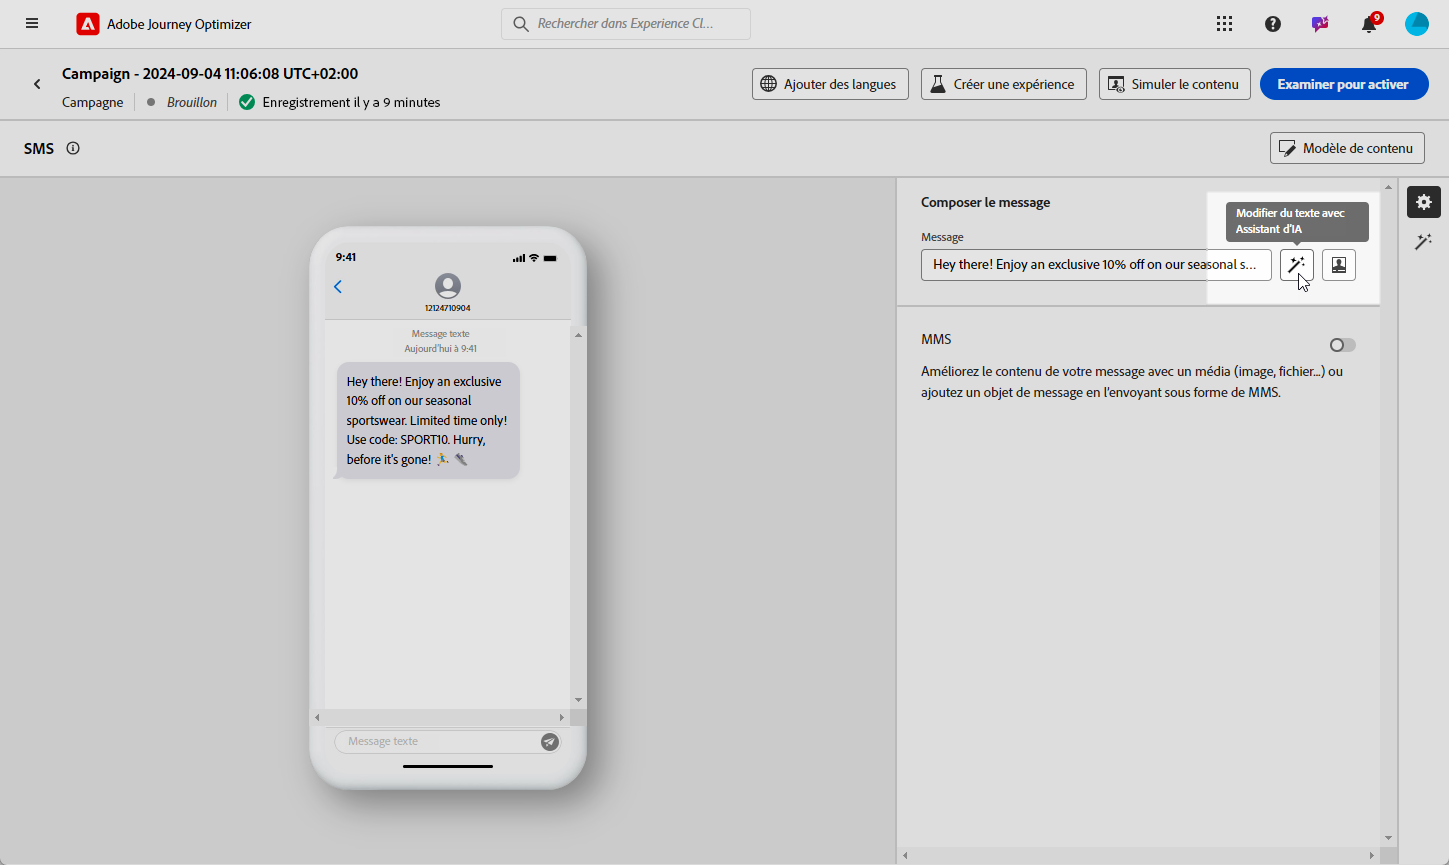 Adobe Journey Optimizer
Rechercher dans Experience Cl...
9
Campaign - 2024-09-04 11:06:08 UTC+02:00
Campagne
Brouillon
Enregistrement il y a 9 minutes
Ajouter des langues
Créer une expérience
Simuler le contenu
Examiner pour activer
SMS
Modèle de contenu
9:41
12124710904
Message texte
Aujourd'hui à 9:41
Hey there! Enjoy an exclusive
10% off on our seasonal
sportswear. Limited time only!
Use code: SPORT10. Hurry,
before it's gone! 🏃‍♂️ 👟
Message texte
Composer le message
Modifier du texte avec
Assistant d'IA
Message
Hey there! Enjoy an exclusive 10% off on our seasonal s...
MMS
Améliorez le contenu de votre message avec un média (image, fichier...) ou
ajoutez un objet de message en l'envoyant sous forme de MMS.